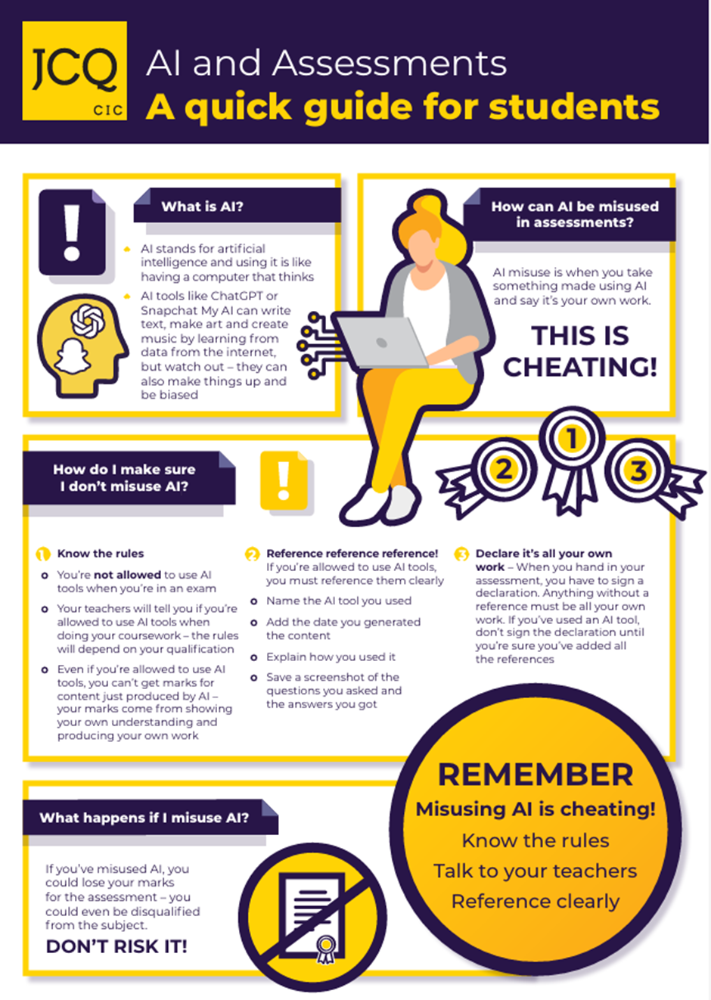 JCQ
CIC
AI and Assessments
A quick guide for students
What is AI?
AI stands for artificial
intelligence and using it is like
having a computer that thinks
AI tools like ChatGPT or
Snapchat My AI can write
text, make art and create
music by learning from
data from the internet,
but watch out – they can
also make things up and
be biased
How can AI be misused
in assessments?
AI misuse is when you take
something made using AI
and say it's your own work.
THIS IS
CHEATING!
2
1
3
How do I make sure
I don't misuse AI?
1 Know the rules
You're not allowed to use AI
tools when you're in an exam
Your teachers will tell you if you're
allowed to use AI tools when
doing your coursework – the rules
will depend on your qualification
Even if you're allowed to use AI
tools, you can't get marks for
content just produced by AI –
your marks come from showing
your own understanding and
producing your own work
2 Reference reference reference!
If you're allowed to use AI tools,
you must reference them clearly
Name the AI tool you used
Add the date you generated
the content
Explain how you used it
Save a screenshot of the
questions you asked and
the answers you got
3 Declare it's all your own
work – When you hand in your
assessment, you have to sign a
declaration. Anything without a
reference must be all your own
work. If you've used an AI tool,
don't sign the declaration until
you're sure you've added all
the references
What happens if I misuse AI?
If you've misused AI, you
could lose your marks
for the assessment – you
could even be disqualified
from the subject.
DON'T RISK IT!
REMEMBER
Misusing AI is cheating!
Know the rules
Talk to your teachers
Reference clearly